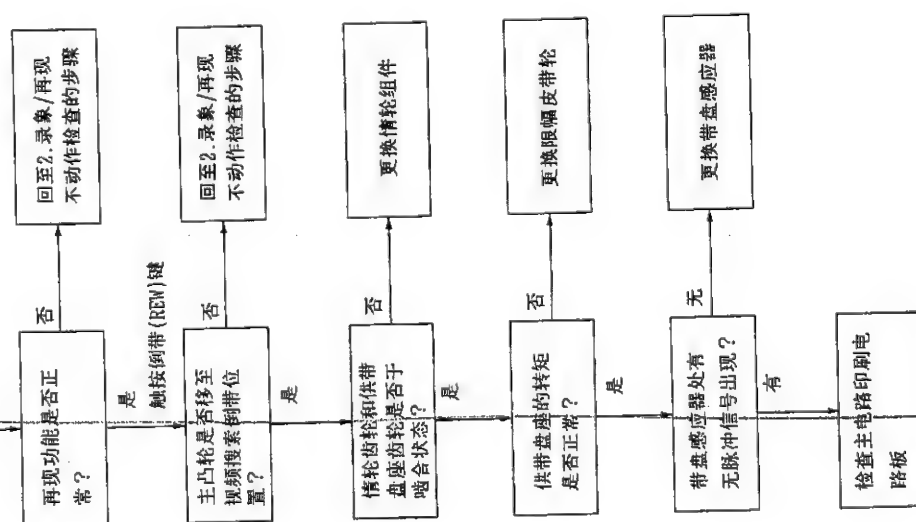 再现功能是否正
常？
否
回至2.录象/再现
不动作检查的步骤
是
触按倒带(REW)键
主凸轮是否移至
视频搜索倒带位
置？
否
回至2.录象/再现
不动作检查的步骤
是
惰轮齿轮和供带
盘座齿轮是否于
啮合状态？
否
更换惰轮组件
是
供带盘座的转矩
是否正常？
否
更换限幅皮带轮
是
带盘感应器处有
无脉冲信号出现？
无
更换带盘感应器
有
检查主电路印刷电
路板